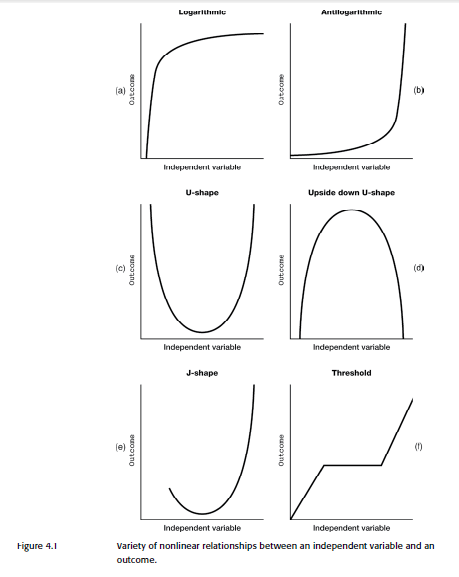 Logarithmic
Antilogarithmic
(a)
Outcome
Independent variable
Outcome
(b)
Independent variable
U-shape
Upside down U-shape
(c)
Outcome
Independent variable
Outcome
(d)
Independent variable
J-shape
Threshold
(e)
Outcome
Independent variable
Outcome
(f)
Independent variable
Figure 4.1
Variety of nonlinear relationships between an independent variable and an
outcome.